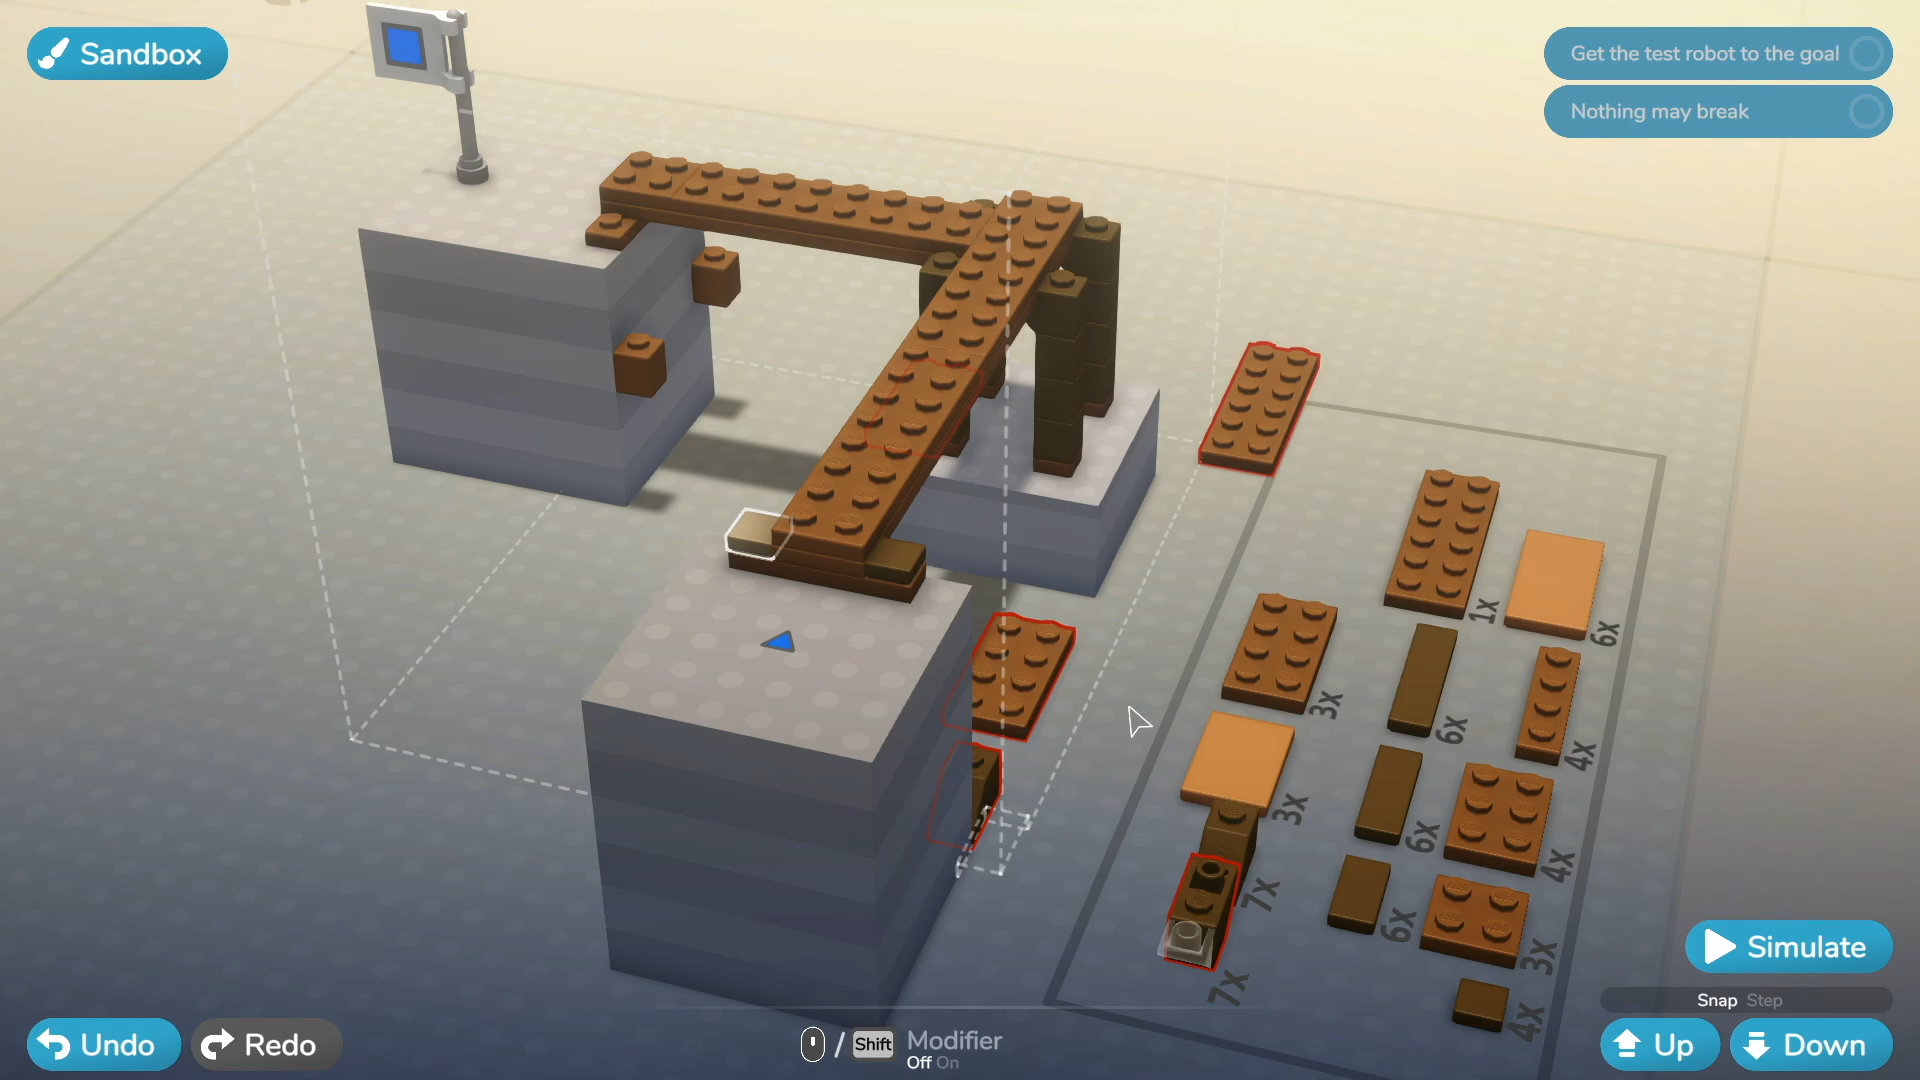 Sandbox
Get the test robot to the goal
Nothing may break
1x
6x
3x
6x
4x
3x
6x
4x
7x
6x
3x
7x
4x
Simulate
Snap Step
Undo
Redo
/ Shift Modifier
Off On
Up
Down